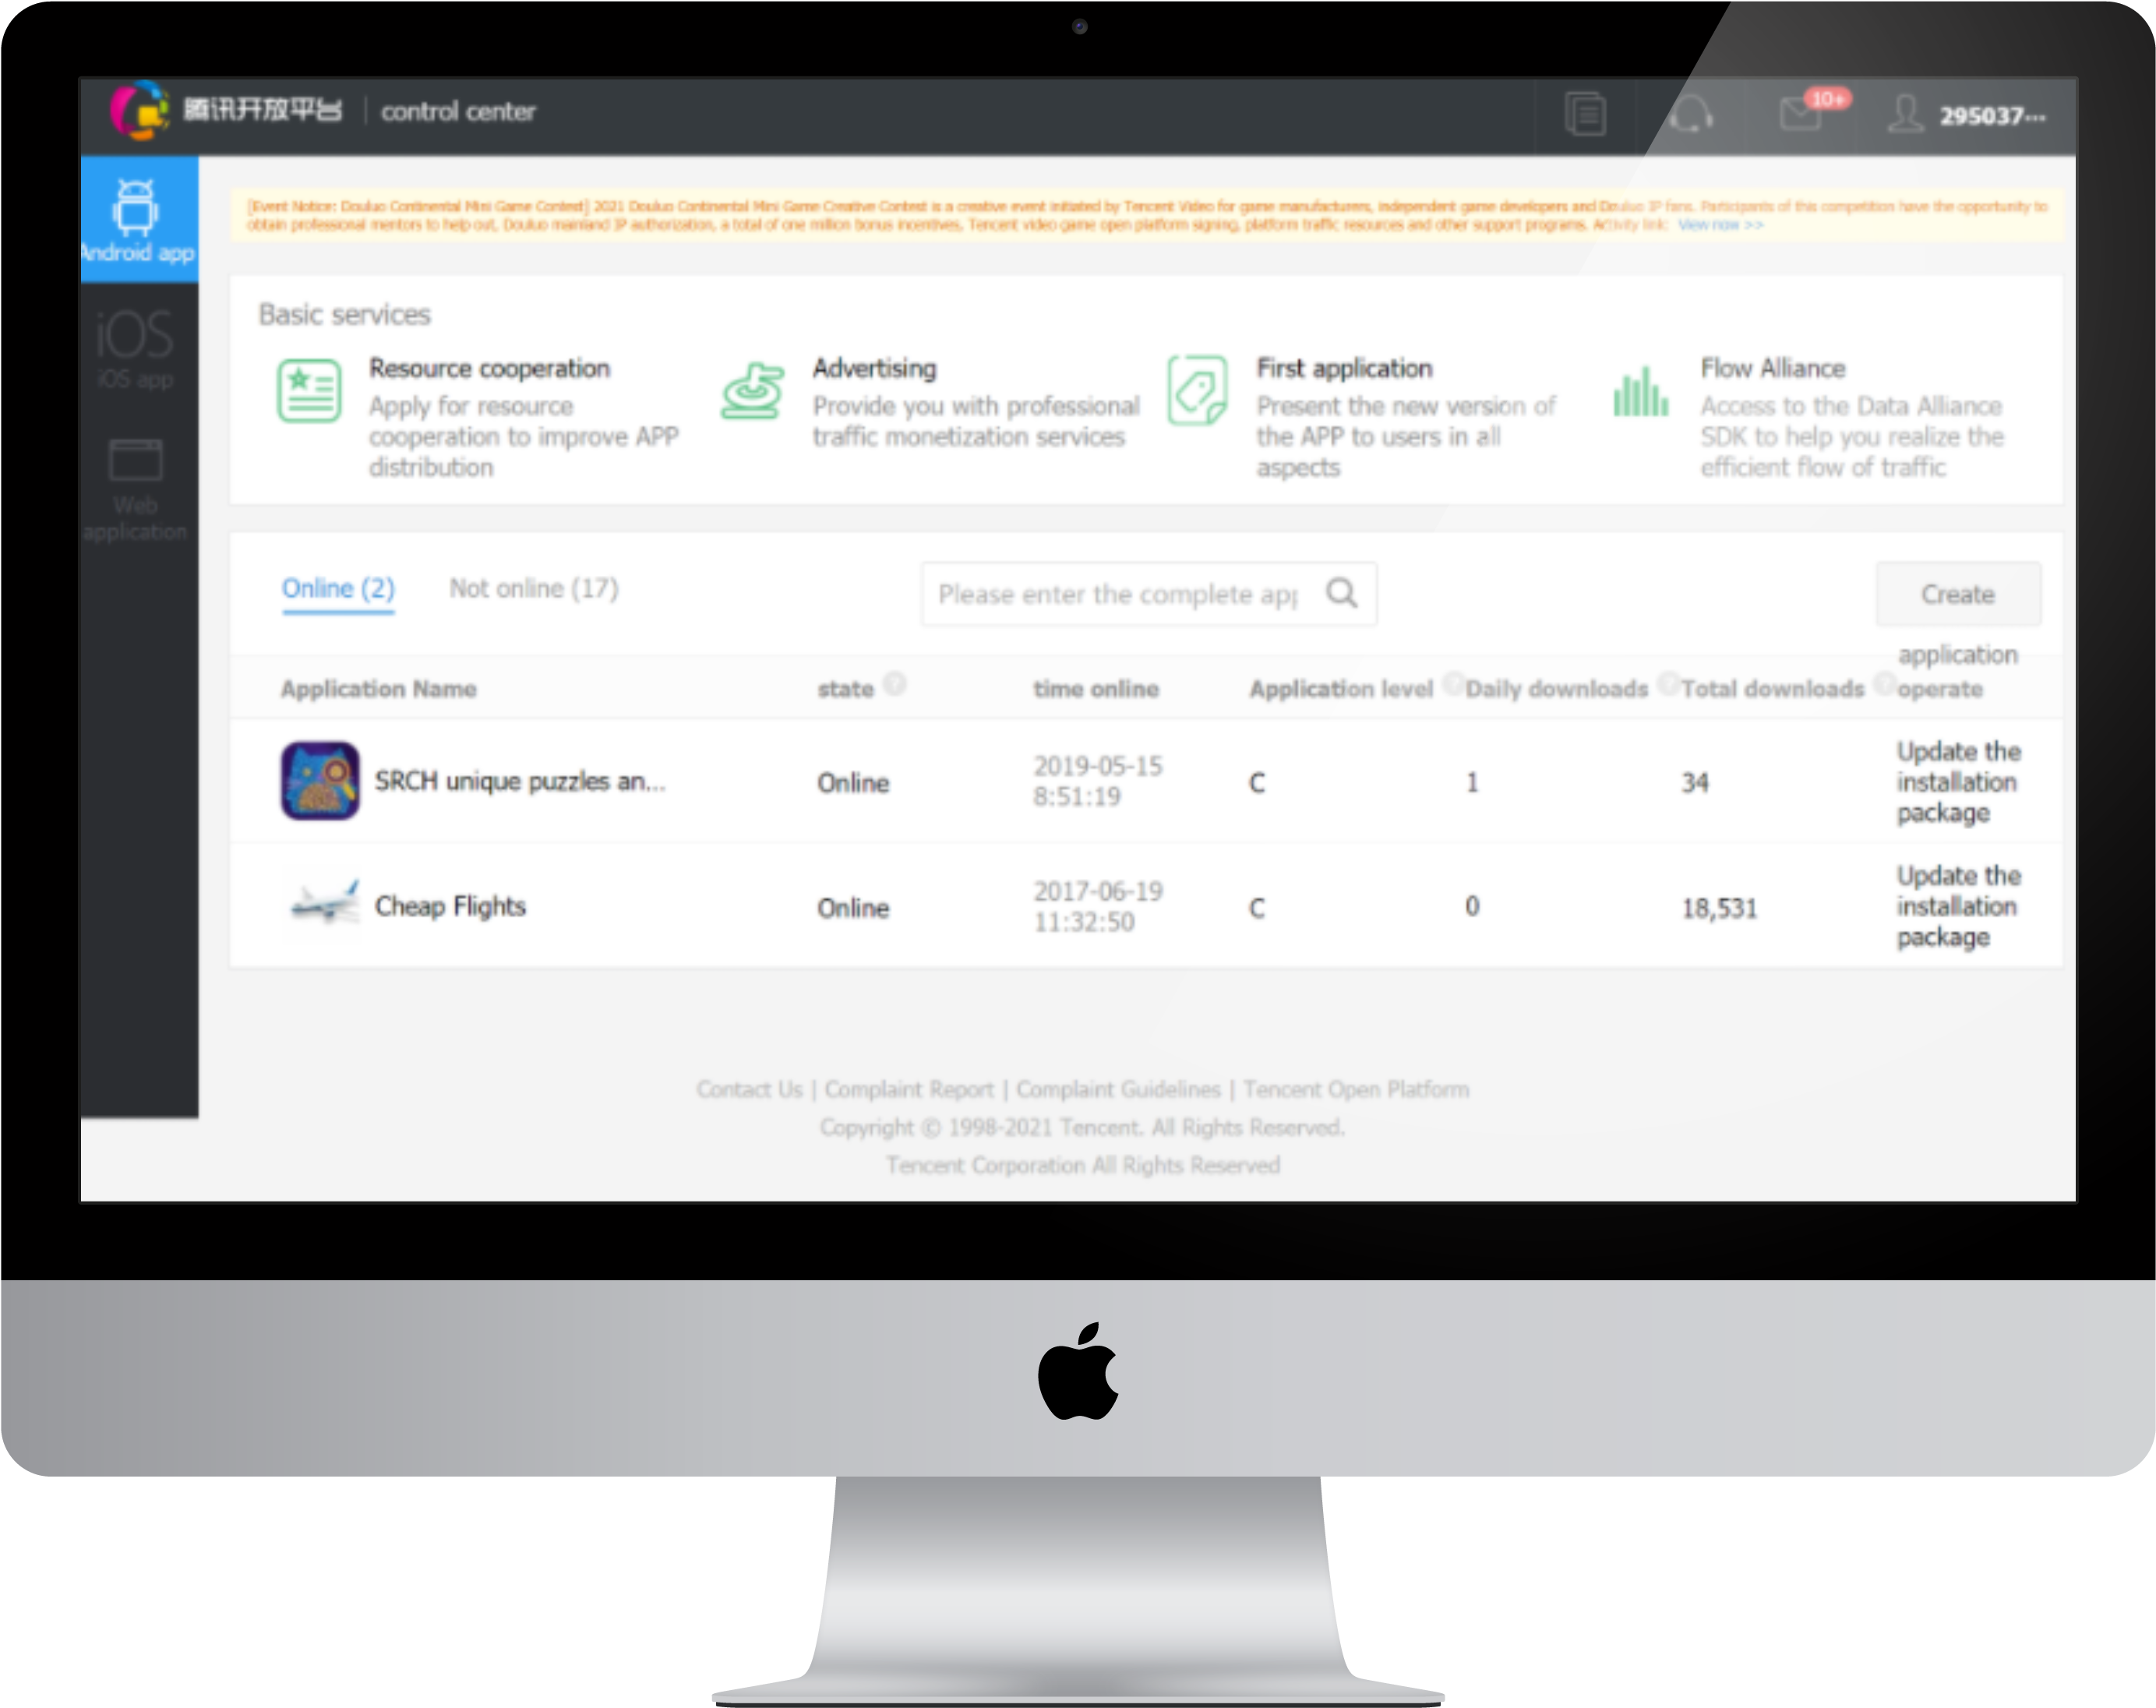 腾讯开放平台 | control center
10+
295037...
Android app
iOS
iOS app
Web
application
[Event Notice: Douluo Continental Mini Game Contest] 2021 Douluo Continental Mini Game Creative Contest is a creative event initiated by Tencent Video for game manufacturers, independent game developers and Douluo IP fans. Participants of this competition have the opportunity to
obtain professional mentors to help out, Douluo mainland IP authorization, a total of one million bonus incentives, Tencent video game open platform signing, platform traffic resources and other support programs. Activity link: View now >>
Basic services
Resource cooperation
Apply for resource
cooperation to improve APP
distribution
Advertising
Provide you with professional
traffic monetization services
First application
Present the new version of
the APP to users in all
aspects
Flow Alliance
Access to the Data Alliance
SDK to help you realize the
efficient flow of traffic
Online (2) Not online (17) Please enter the complete app Create
application
Application Name state ? time online Application level ? Daily downloads ? Total downloads ? operate
SRCH unique puzzles an... Online 2019-05-15
8:51:19 C 1 34 Update the
installation
package
Cheap Flights Online 2017-06-19
11:32:50 C 0 18,531 Update the
installation
package
Contact Us | Complaint Report | Complaint Guidelines | Tencent Open Platform
Copyright © 1998-2021 Tencent. All Rights Reserved.
Tencent Corporation All Rights Reserved